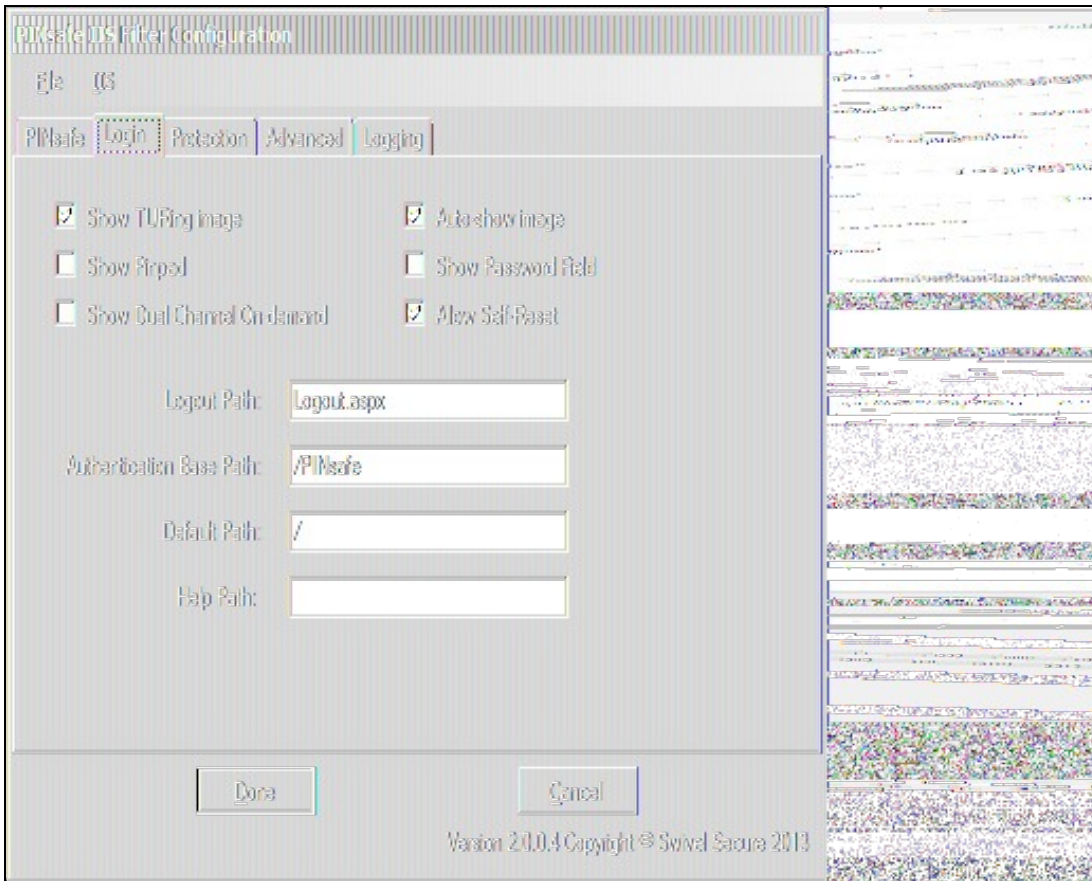 PINsafe IIS Filter Configuration
File IIS
PINsafe Login Protection Advanced Logging
Show TURing image Auto-show image
Show Pinpad Show Password Field
Show Dual Channel On-demand Allow Self-Reset
Logout Path: Logout.aspx
Authentication Base Path: /PINsafe
Default Path: /
Help Path:
Done Cancel
Version 2.0.0.4 Copyright © Swivel Secure 2013